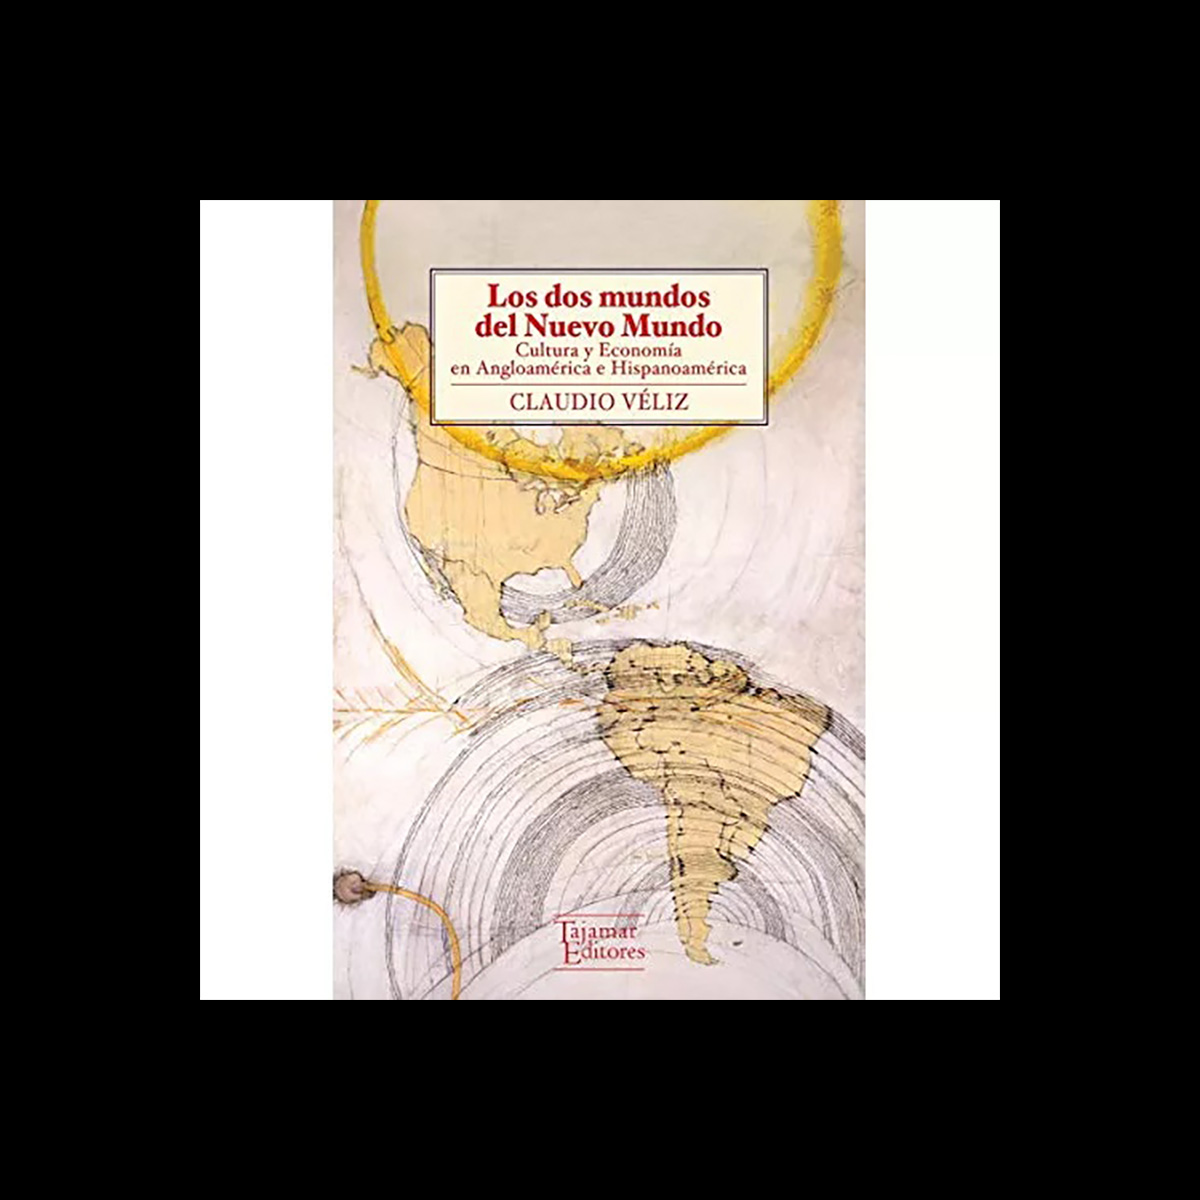 Los dos mundos
del Nuevo Mundo
Cultura y Economía
en Angloamérica e Hispanoamérica
CLAUDIO VÉLIZ
Tajamar
Editores